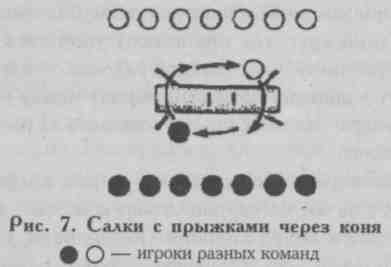 Рис. 7. Салки с прыжками через коня
— игроки разных команд